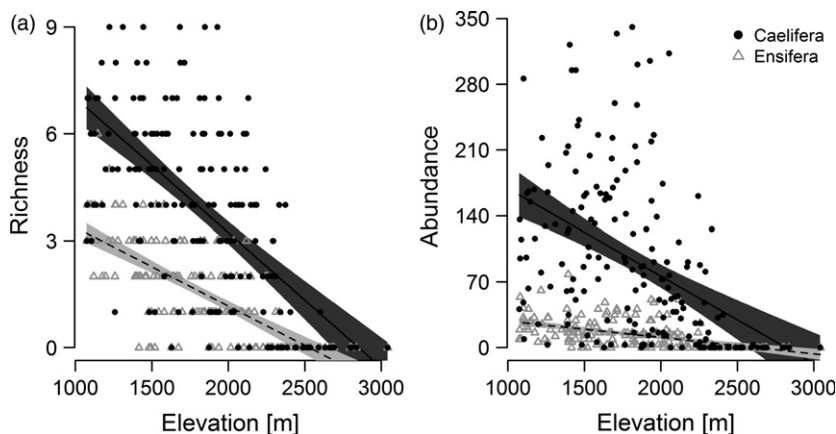 (a)
Richness
9
6
3
0
1000 1500 2000 2500 3000
Elevation [m]
(b)
Abundance
350
280
210
140
70
0
1000 1500 2000 2500 3000
Elevation [m]
Caelifera
Ensifera